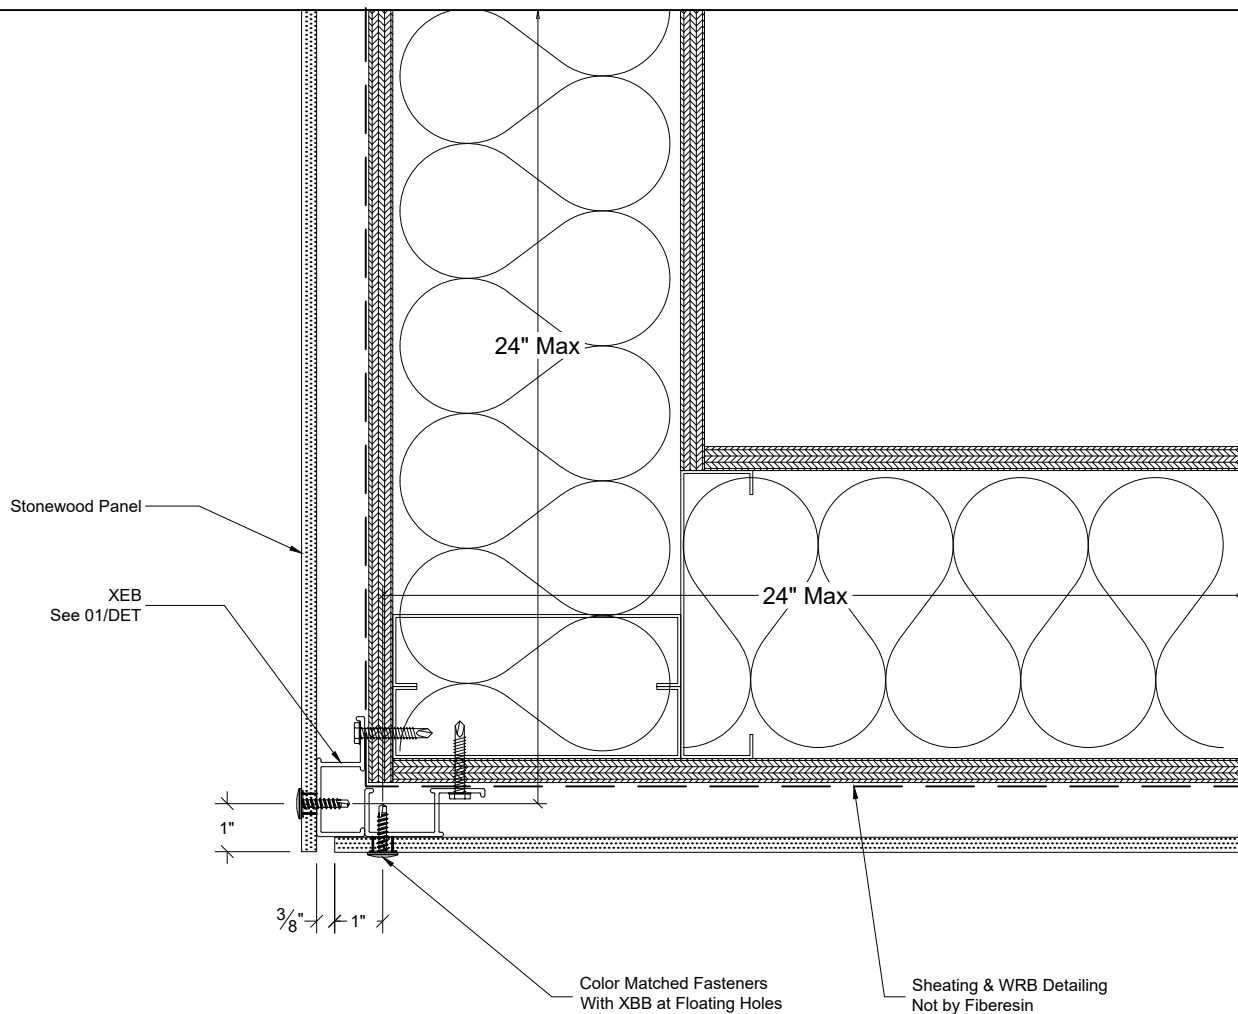 24" Max
Stonewood Panel
XEB
See 01/DET
24" Max
1"
3/8"
1"
Color Matched Fasteners
With XBB at Floating Holes
Sheating & WRB Detailing
Not by Fiberesin